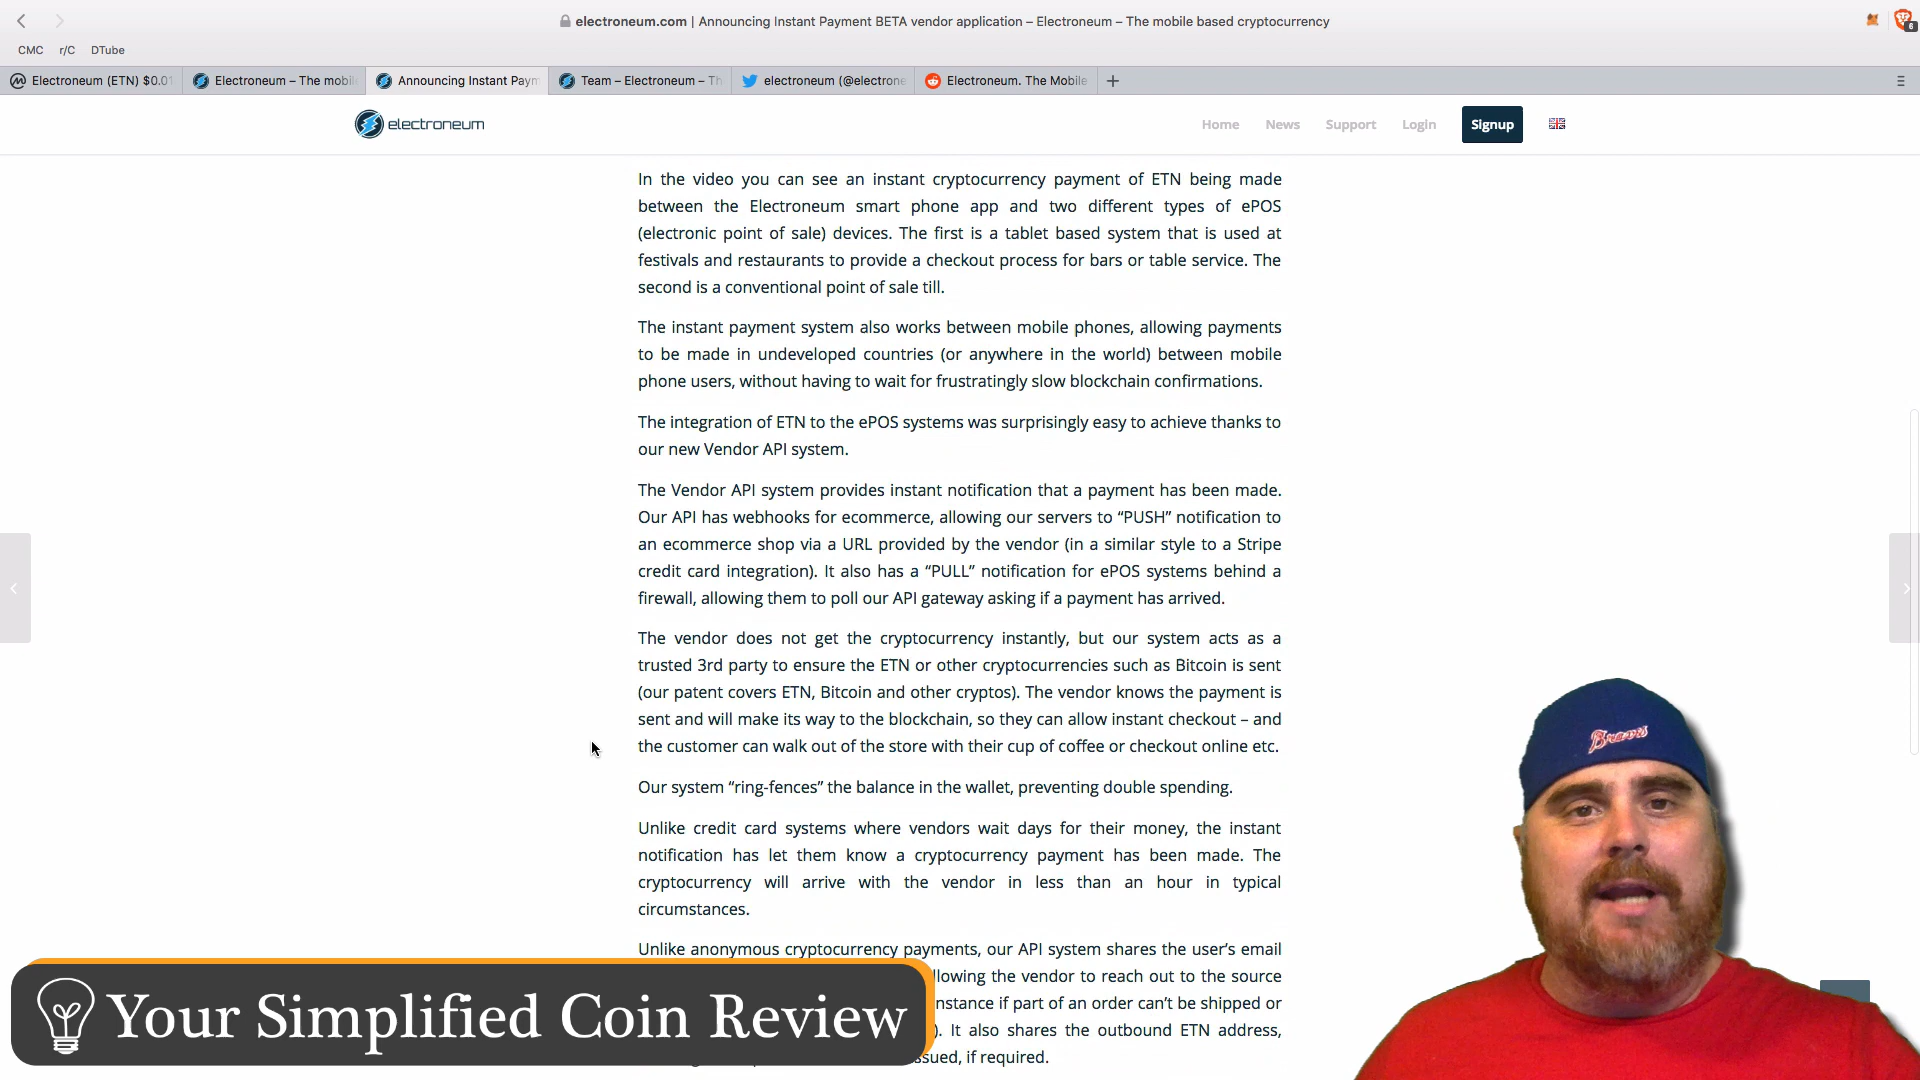 electroneum.com | Announcing Instant Payment BETA vendor application – Electroneum – The mobile based cryptocurrency
6
CMC r/C DTube
Electroneum (ETN) $0.01
Electroneum – The mobil
Announcing Instant Paym
Team – Electroneum – Th
electroneum (@electrone
Electroneum. The Mobile
electroneum
Home News Support Login Signup
In the video you can see an instant cryptocurrency payment of ETN being made
between the Electroneum smart phone app and two different types of ePOS
(electronic point of sale) devices. The first is a tablet based system that is used at
festivals and restaurants to provide a checkout process for bars or table service. The
second is a conventional point of sale till.
The instant payment system also works between mobile phones, allowing payments
to be made in undeveloped countries (or anywhere in the world) between mobile
phone users, without having to wait for frustratingly slow blockchain confirmations.
The integration of ETN to the ePOS systems was surprisingly easy to achieve thanks to
our new Vendor API system.
The Vendor API system provides instant notification that a payment has been made.
Our API has webhooks for ecommerce, allowing our servers to “PUSH” notification to
an ecommerce shop via a URL provided by the vendor (in a similar style to a Stripe
credit card integration). It also has a “PULL” notification for ePOS systems behind a
firewall, allowing them to poll our API gateway asking if a payment has arrived.
The vendor does not get the cryptocurrency instantly, but our system acts as a
trusted 3rd party to ensure the ETN or other cryptocurrencies such as Bitcoin is sent
(our patent covers ETN, Bitcoin and other cryptos). The vendor knows the payment is
sent and will make its way to the blockchain, so they can allow instant checkout – and
the customer can walk out of the store with their cup of coffee or checkout online etc.
Our system “ring-fences” the balance in the wallet, preventing double spending.
Unlike credit card systems where vendors wait days for their money, the instant
notification has let them know a cryptocurrency payment has been made. The
cryptocurrency will arrive with the vendor in less than an hour in typical
circumstances.
Unlike anonymous cryptocurrency payments, our API system shares the user’s email
llowing the vendor to reach out to the source
nstance if part of an order can’t be shipped or
). It also shares the outbound ETN address,
ssued, if required.
Your Simplified Coin Review
Braves